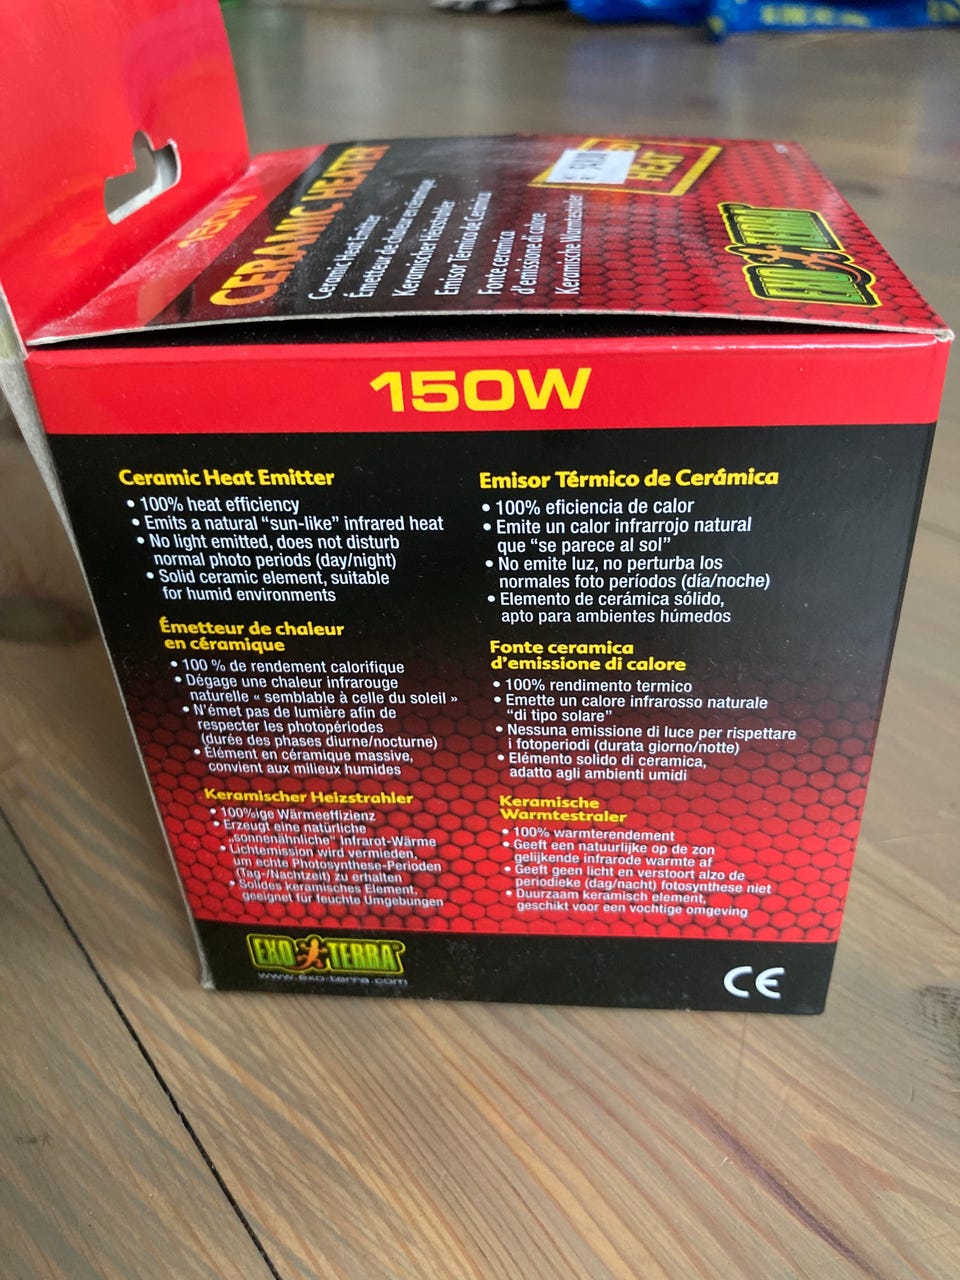 150W
CERAMIC HEATER
Ceramic Heat Emitter
Émetteur de chaleur en céramique
Keramischer Heizstrahler
Emisor Térmico de Cerámica
Fonte ceramica
d'emissione di calore
Keramische Warmtestraler
HEAT
EXO TERRA
150W
Ceramic Heat Emitter
• 100% heat efficiency
• Emits a natural “sun-like” infrared heat
• No light emitted, does not disturb
normal photo periods (day/night)
• Solid ceramic element, suitable
for humid environments
Émetteur de chaleur
en céramique
• 100 % de rendement calorifique
• Dégage une chaleur infrarouge
naturelle « semblable à celle du soleil »
• N'émet pas de lumière afin de
respecter les photopériodes
(durée des phases diurne/nocturne)
• Élément en céramique massive,
convient aux milieux humides
Keramischer Heizstrahler
• 100%ige Wärmeeffizienz
• Erzeugt eine natürliche
„sonnenähnliche“ Infrarot-Wärme
• Lichtemission wird vermieden,
um echte Photosynthese-Perioden
(Tag-/Nachtzeit) zu erhalten
• Solides keramisches Element,
geeignet für feuchte Umgebungen
Emisor Térmico de Cerámica
• 100% eficiencia de calor
• Emite un calor infrarrojo natural
que “se parece al sol”
• No emite luz, no perturba los
normales foto períodos (día/noche)
• Elemento de cerámica sólido,
apto para ambientes húmedos
Fonte ceramica
d'emissione di calore
• 100% rendimento termico
• Emette un calore infrarosso naturale
“di tipo solare”
• Nessuna emissione di luce per rispettare
i fotoperiodi (durata giorno/notte)
• Elémento solido di ceramica,
adatto agli ambienti umidi
Keramische
Warmtestraler
• 100% warmterendement
• Geeft een natuurlijke op de zon
gelijkende infrarode warmte af
• Geeft geen licht en verstoort alzo de
periodieke (dag/nacht) fotosynthese niet
• Duurzaam keramisch element,
geschikt voor een vochtige omgeving
EXO TERRA
www.exo-terra.com
CE